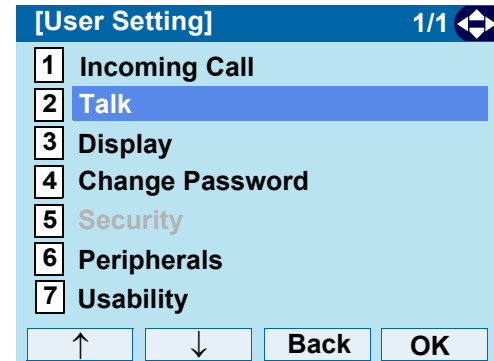 [User Setting] 1/1
1 Incoming Call
2 Talk
3 Display
4 Change Password
5 Security
6 Peripherals
7 Usability
↑ ↓ Back OK